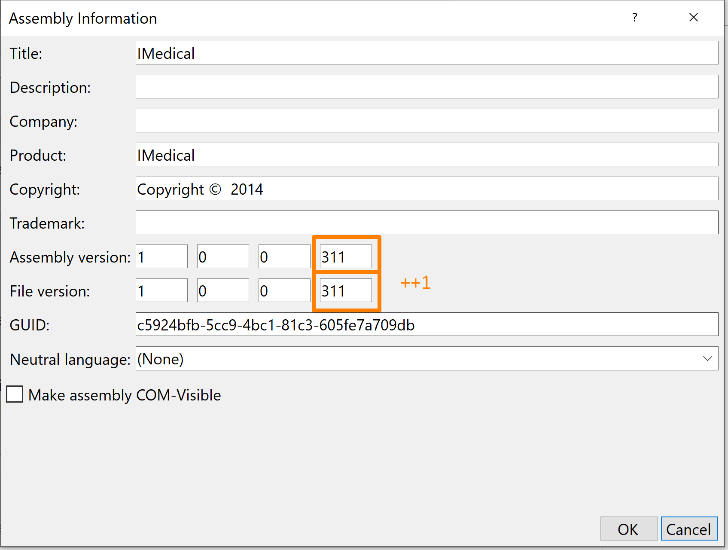 Assembly Information ? ×
Title: IMedical
Description:
Company:
Product: IMedical
Copyright: Copyright © 2014
Trademark:
Assembly version: 1 0 0 311
++1
File version: 1 0 0 311
GUID: c5924bfb-5cc9-4bc1-81c3-605fe7a709db
Neutral language: (None)
Make assembly COM-Visible
OK Cancel